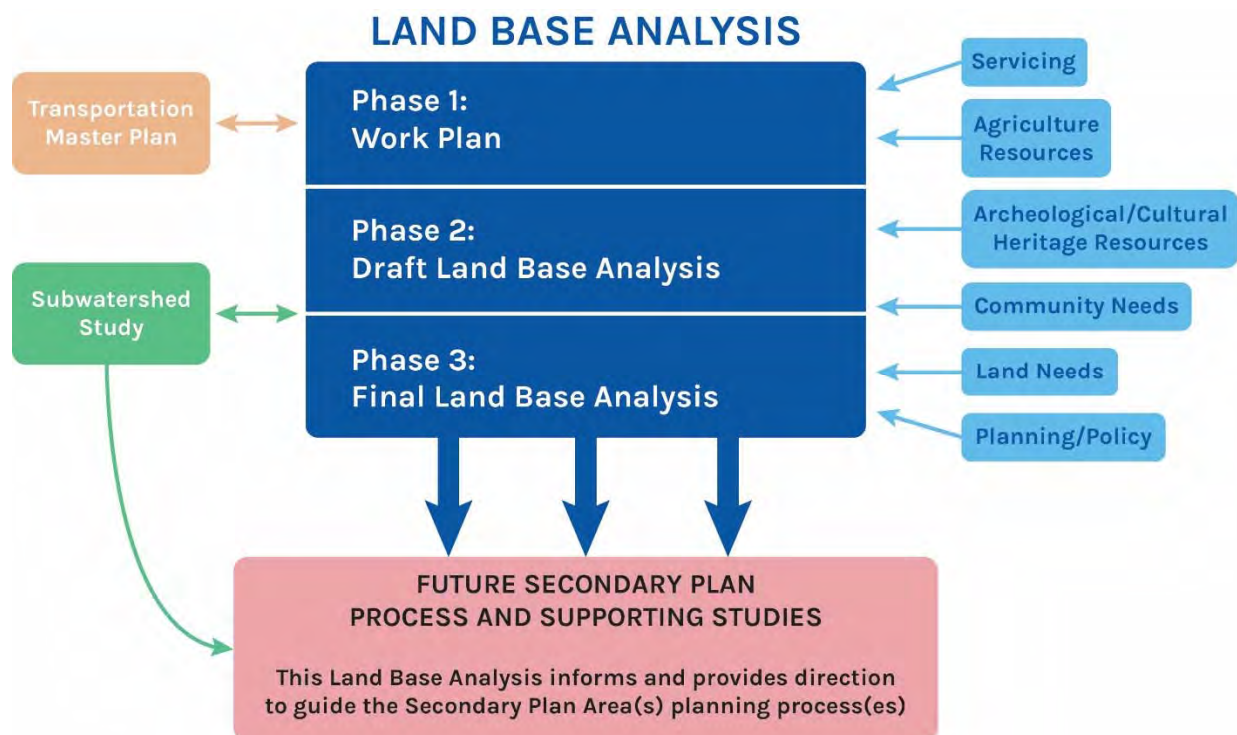 LAND BASE ANALYSIS
Transportation
Master Plan
Subwatershed
Study
Phase 1:
Work Plan
Phase 2:
Draft Land Base Analysis
Phase 3:
Final Land Base Analysis
Servicing
Agriculture
Resources
Archeological/Cultural
Heritage Resources
Community Needs
Land Needs
Planning/Policy
FUTURE SECONDARY PLAN
PROCESS AND SUPPORTING STUDIES
This Land Base Analysis informs and provides direction
to guide the Secondary Plan Area(s) planning process(es)